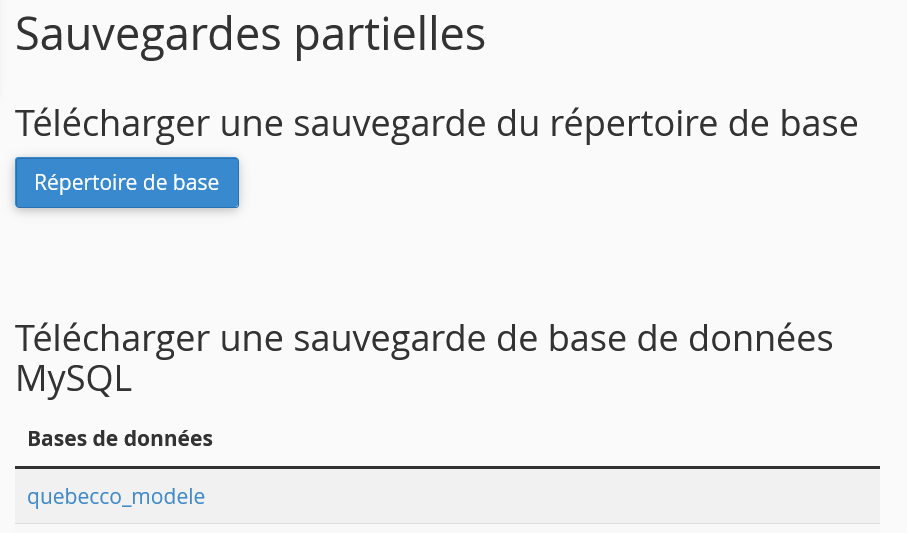 Sauvegardes partielles
Télécharger une sauvegarde du répertoire de base
Répertoire de base
Télécharger une sauvegarde de base de données
MySQL
Bases de données
quebecco_modele